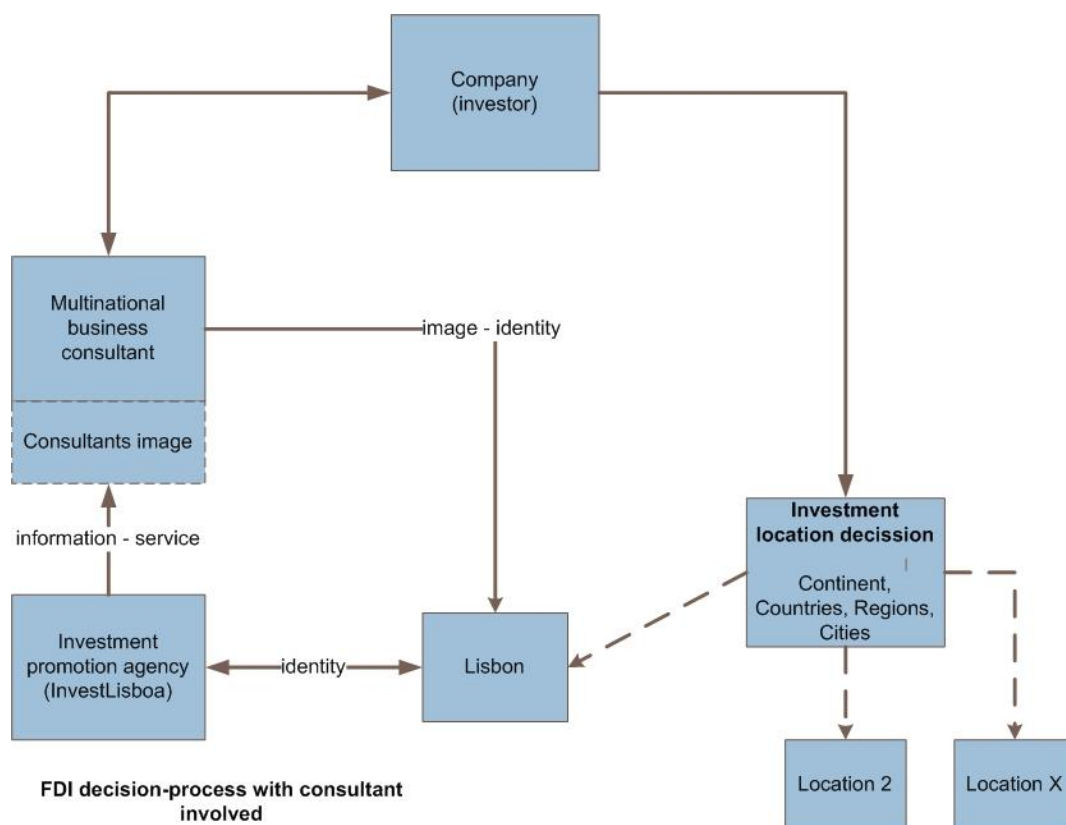 Company
(investor)
Multinational
business
consultant
image - identity
Consultants image
information - service
Investment
location decission
Continent,
Countries, Regions,
Cities
Investment
promotion agency
(InvestLisboa)
identity
Lisbon
Location 2
Location X
FDI decision-process with consultant
involved